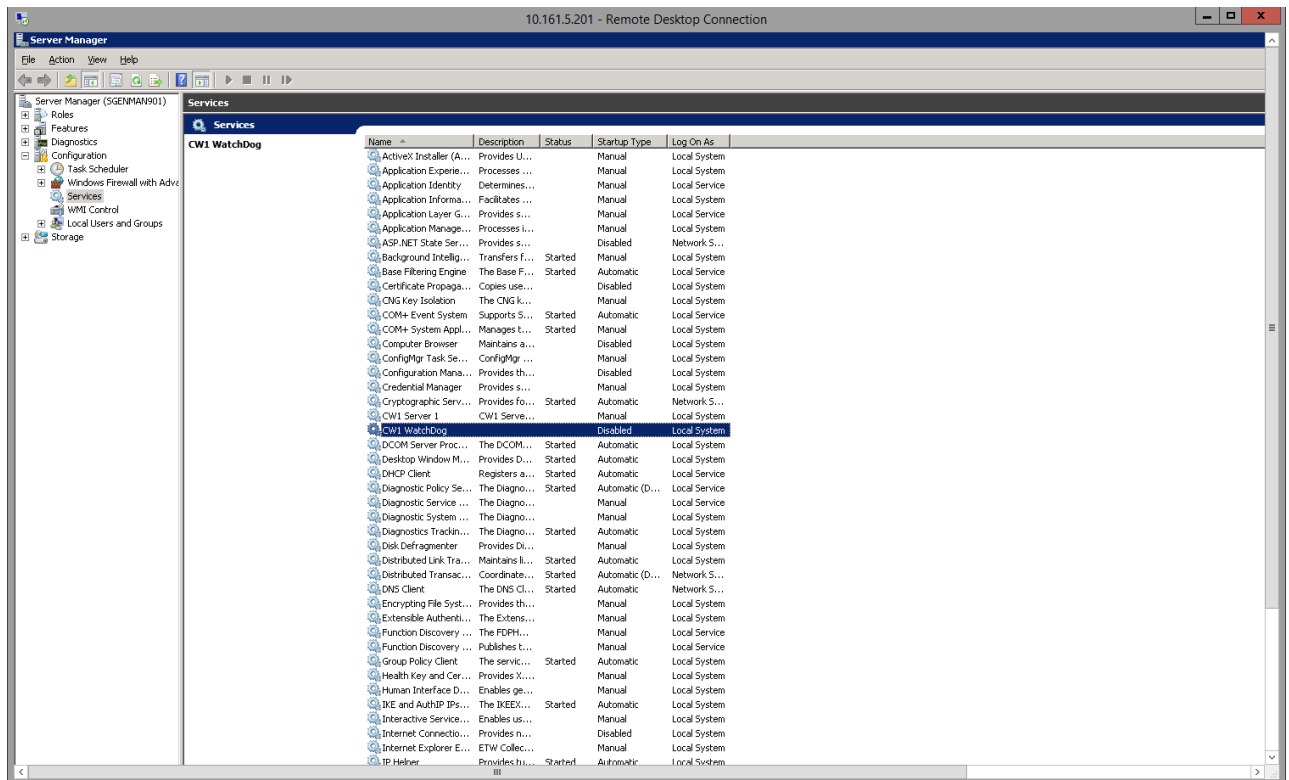 10.161.5.201 - Remote Desktop Connection
Server Manager
File Action View Help
Server Manager (SGENMAN901)
Roles
Features
Diagnostics
Configuration
Task Scheduler
Windows Firewall with Adva
Services
WMI Control
Local Users and Groups
Storage
Services
Services
CW1 WatchDog
Name Description Status Startup Type Log On As
ActiveX Installer (A... Provides U... Manual Local System
Application Experie... Processes ... Manual Local System
Application Identity Determines... Manual Local Service
Application Informa... Facilitates ... Manual Local System
Application Layer G... Provides s... Manual Local Service
Application Manage... Processes i... Manual Local System
ASP.NET State Ser... Provides s... Disabled Network S...
Background Intellig... Transfers f... Started Manual Local System
Base Filtering Engine The Base F... Started Automatic Local Service
Certificate Propaga... Copies use... Disabled Local System
CNG Key Isolation The CNG k... Manual Local System
COM+ Event System Supports S... Started Automatic Local Service
COM+ System Appl... Manages t... Started Manual Local System
Computer Browser Maintains a... Disabled Local System
ConfigMgr Task Se... ConfigMgr ... Manual Local System
Configuration Mana... Provides th... Disabled Local System
Credential Manager Provides s... Manual Local System
Cryptographic Serv... Provides fo... Started Automatic Network S...
CW1 Server 1 CW1 Serve... Manual Local System
CW1 WatchDog Disabled Local System
DCOM Server Proc... The DCOM... Started Automatic Local System
Desktop Window M... Provides D... Started Automatic Local System
DHCP Client Registers a... Started Automatic Local Service
Diagnostic Policy Se... The Diagno... Started Automatic (D... Local Service
Diagnostic Service ... The Diagno... Manual Local Service
Diagnostic System ... The Diagno... Manual Local System
Diagnostics Trackin... The Diagno... Started Automatic Local System
Disk Defragmenter Provides Di... Manual Local System
Distributed Link Tra... Maintains li... Started Automatic Local System
Distributed Transac... Coordinate... Started Automatic (D... Network S...
DNS Client The DNS Cl... Started Automatic Network S...
Encrypting File Syst... Provides th... Manual Local System
Extensible Authenti... The Extens... Manual Local System
Function Discovery ... The FDPH... Manual Local Service
Function Discovery ... Publishes t... Manual Local Service
Group Policy Client The servic... Started Automatic Local System
Health Key and Cer... Provides X.... Manual Local System
Human Interface D... Enables ge... Manual Local System
IKE and AuthIP IPs... The IKEEX... Started Automatic Local System
Interactive Service... Enables us... Manual Local System
Internet Connectio... Provides n... Disabled Local System
Internet Explorer E... ETW Collec... Manual Local System
IP Helper Provides tu... Started Automatic Local System